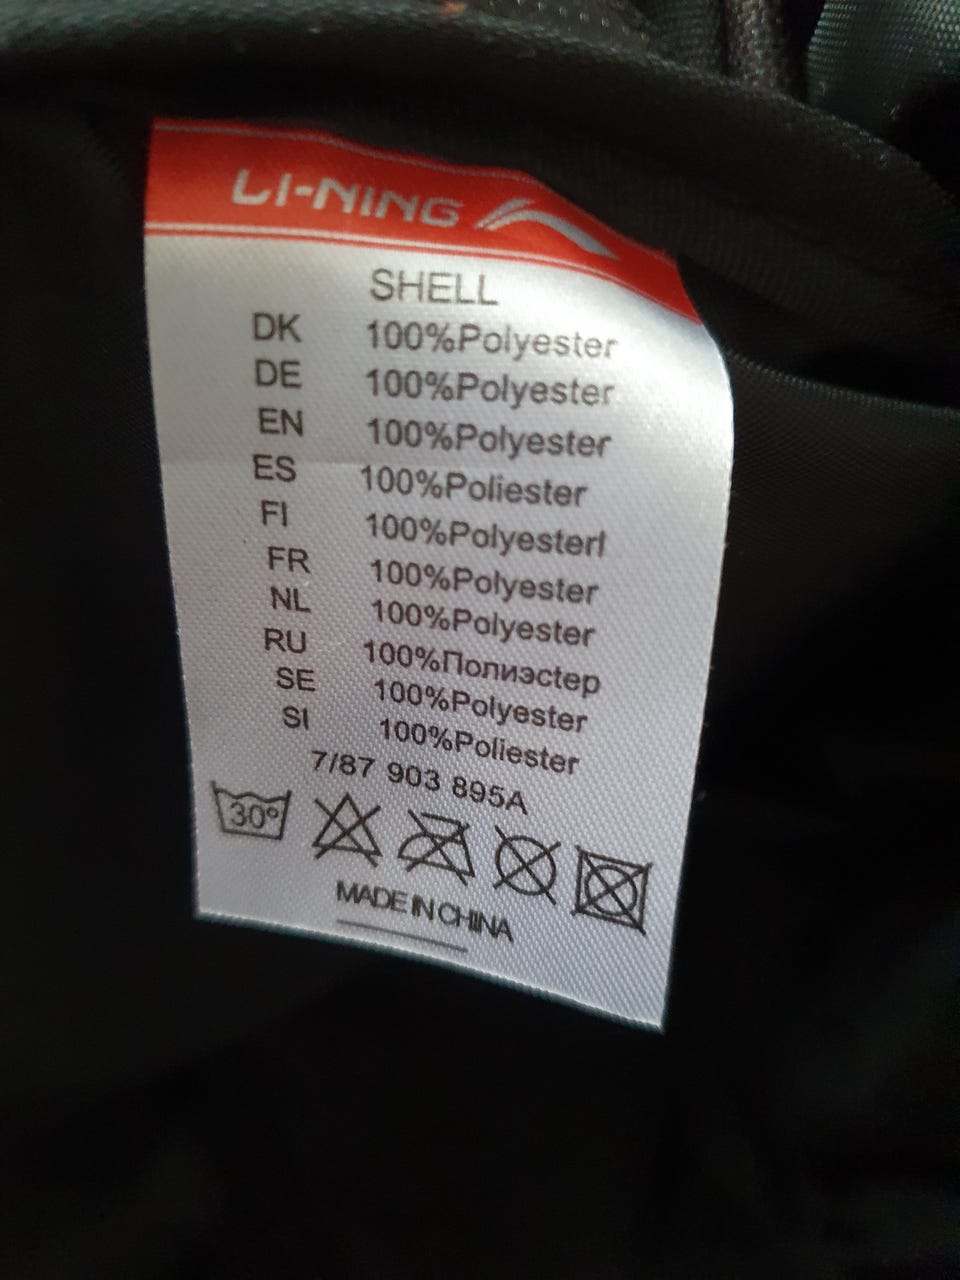 LI-NING
SHELL
DK 100%Polyester
DE 100%Polyester
EN 100%Polyester
ES 100%Poliester
FI 100%Polyesterl
FR 100%Polyester
NL 100%Polyester
RU 100%Полиэстер
SE 100%Polyester
SI 100%Poliester
7/87 903 895A
30°
MADE IN CHINA